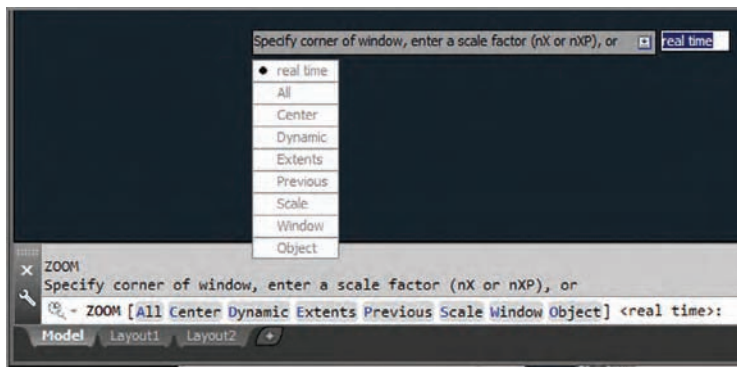 Specify corner of window, enter a scale factor (nX or nXP), or real time
real time
All
Center
Dynamic
Extents
Previous
Scale
Window
Object
ZOOM
Specify corner of window, enter a scale factor (nX or nXP), or
ZOOM [All Center Dynamic Extents Previous Scale Window Object] <real time>:
Model Layout1 Layout2 +